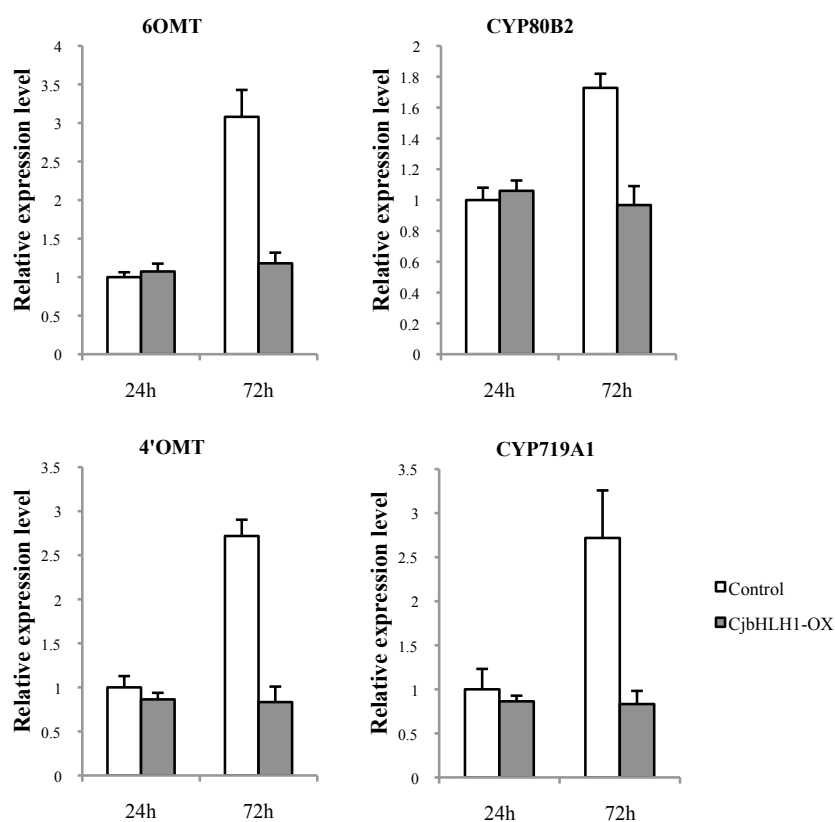 6OMT
Relative expression level
4
3.5
3
2.5
2
1.5
1
0.5
0
24h 72h
CYP80B2
Relative expression level
2
1.8
1.6
1.4
1.2
1
0.8
0.6
0.4
0.2
0
24h 72h
4'OMT
Relative expression level
3.5
3
2.5
2
1.5
1
0.5
0
24h 72h
CYP719A1
Relative expression level
3.5
3
2.5
2
1.5
1
0.5
0
24h 72h
Control
CjbHLH1-OX